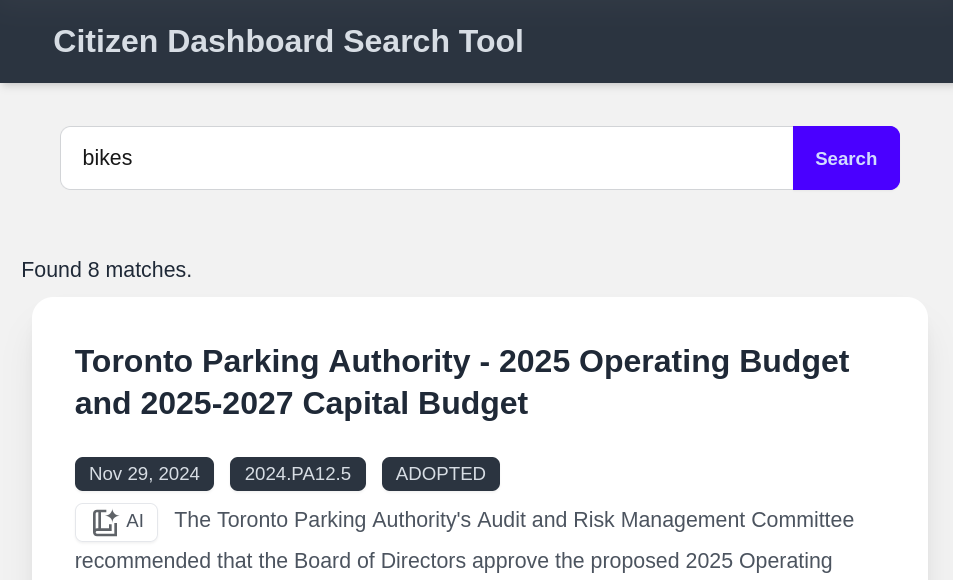 Citizen Dashboard Search Tool
bikes
Search
Found 8 matches.
Toronto Parking Authority - 2025 Operating Budget
and 2025-2027 Capital Budget
Nov 29, 2024 2024.PA12.5 ADOPTED
AI The Toronto Parking Authority's Audit and Risk Management Committee
recommended that the Board of Directors approve the proposed 2025 Operating